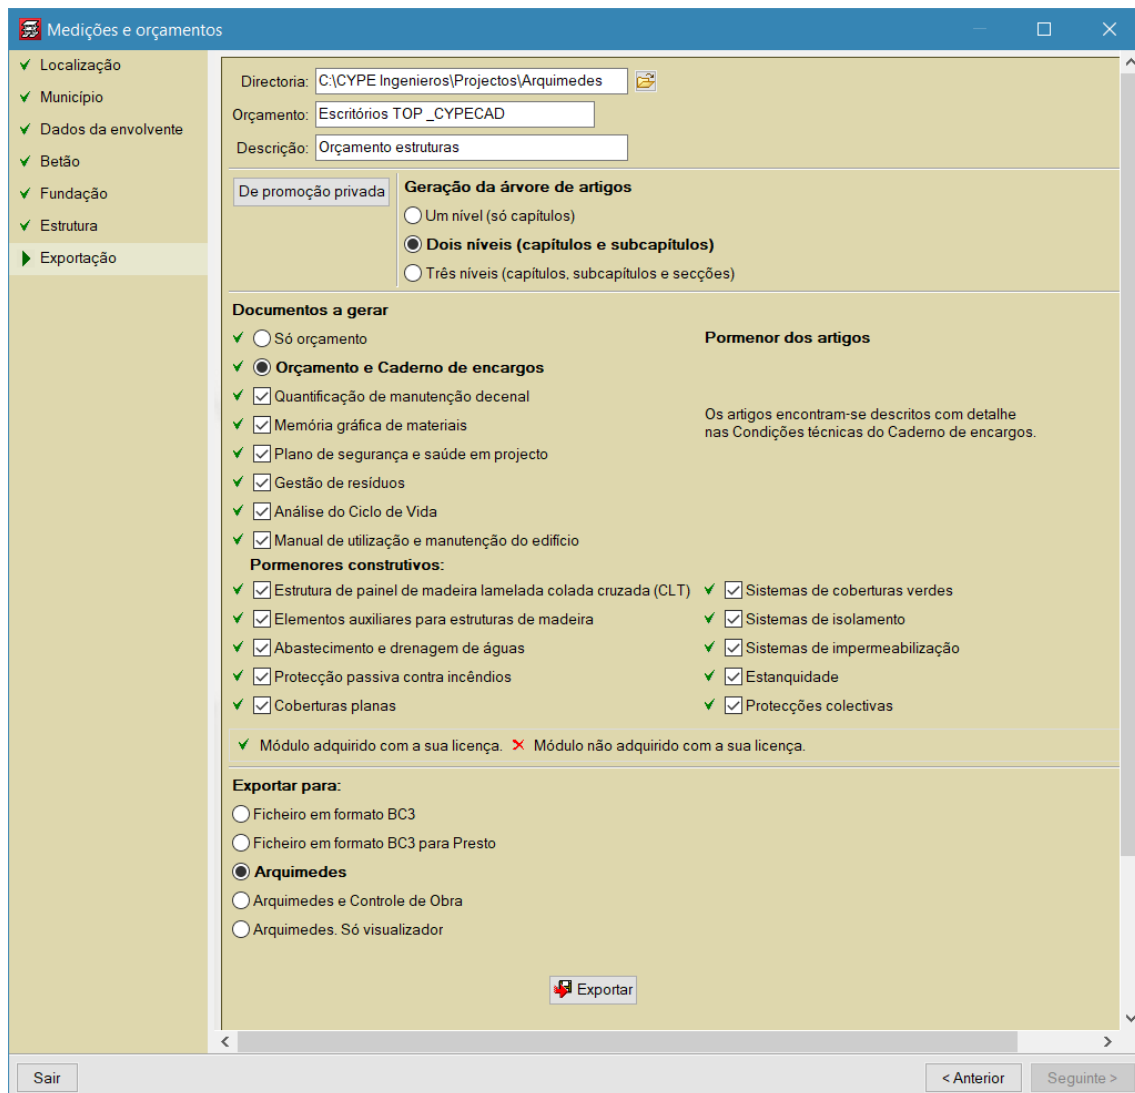 Medições e orçamentos
Localização
Município
Dados da envolvente
Betão
Fundação
Estrutura
Exportação
Directoria: C:\CYPE Ingenieros\Projectos\Arquimedes
Orçamento: Escritórios TOP _CYPECAD
Descrição: Orçamento estruturas
De promoção privada
Geração da árvore de artigos
Um nível (só capítulos)
Dois níveis (capítulos e subcapítulos)
Três níveis (capítulos, subcapítulos e secções)
Documentos a gerar
Só orçamento
Orçamento e Caderno de encargos
Quantificação de manutenção decenal
Memória gráfica de materiais
Plano de segurança e saúde em projecto
Gestão de resíduos
Análise do Ciclo de Vida
Manual de utilização e manutenção do edifício
Pormenor dos artigos
Os artigos encontram-se descritos com detalhe
nas Condições técnicas do Caderno de encargos.
Pormenores construtivos:
Estrutura de painel de madeira lamelada colada cruzada (CLT)
Elementos auxiliares para estruturas de madeira
Abastecimento e drenagem de águas
Protecção passiva contra incêndios
Coberturas planas
Sistemas de coberturas verdes
Sistemas de isolamento
Sistemas de impermeabilização
Estanquidade
Protecções colectivas
Módulo adquirido com a sua licença. Módulo não adquirido com a sua licença.
Exportar para:
Ficheiro em formato BC3
Ficheiro em formato BC3 para Presto
Arquimedes
Arquimedes e Controle de Obra
Arquimedes. Só visualizador
Exportar
Sair
< Anterior
Seguinte >